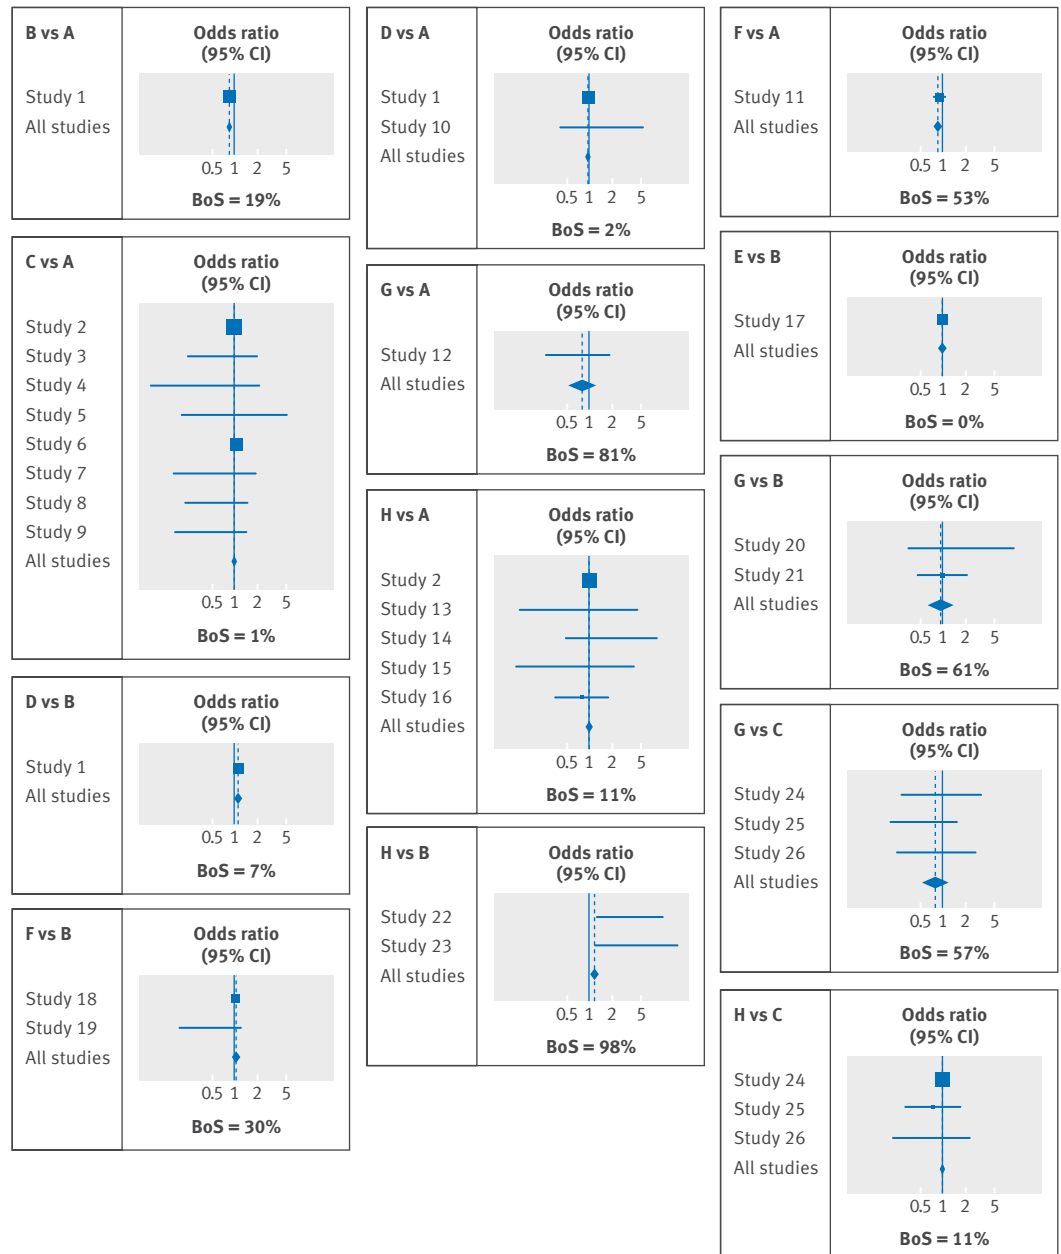 B vs A
Odds ratio
(95% CI)
Study 1
All studies
0.5 1 2 5
BoS = 19%
C vs A
Odds ratio
(95% CI)
Study 2
Study 3
Study 4
Study 5
Study 6
Study 7
Study 8
Study 9
All studies
0.5 1 2 5
BoS = 1%
D vs B
Odds ratio
(95% CI)
Study 1
All studies
0.5 1 2 5
BoS = 7%
F vs B
Odds ratio
(95% CI)
Study 18
Study 19
All studies
0.5 1 2 5
BoS = 30%
D vs A
Odds ratio
(95% CI)
Study 1
Study 10
All studies
0.5 1 2 5
BoS = 2%
G vs A
Odds ratio
(95% CI)
Study 12
All studies
0.5 1 2 5
BoS = 81%
H vs A
Odds ratio
(95% CI)
Study 2
Study 13
Study 14
Study 15
Study 16
All studies
0.5 1 2 5
BoS = 11%
H vs B
Odds ratio
(95% CI)
Study 22
Study 23
All studies
0.5 1 2 5
BoS = 98%
F vs A
Odds ratio
(95% CI)
Study 11
All studies
0.5 1 2 5
BoS = 53%
E vs B
Odds ratio
(95% CI)
Study 17
All studies
0.5 1 2 5
BoS = 0%
G vs B
Odds ratio
(95% CI)
Study 20
Study 21
All studies
0.5 1 2 5
BoS = 61%
G vs C
Odds ratio
(95% CI)
Study 24
Study 25
Study 26
All studies
0.5 1 2 5
BoS = 57%
H vs C
Odds ratio
(95% CI)
Study 24
Study 25
Study 26
All studies
0.5 1 2 5
BoS = 11%